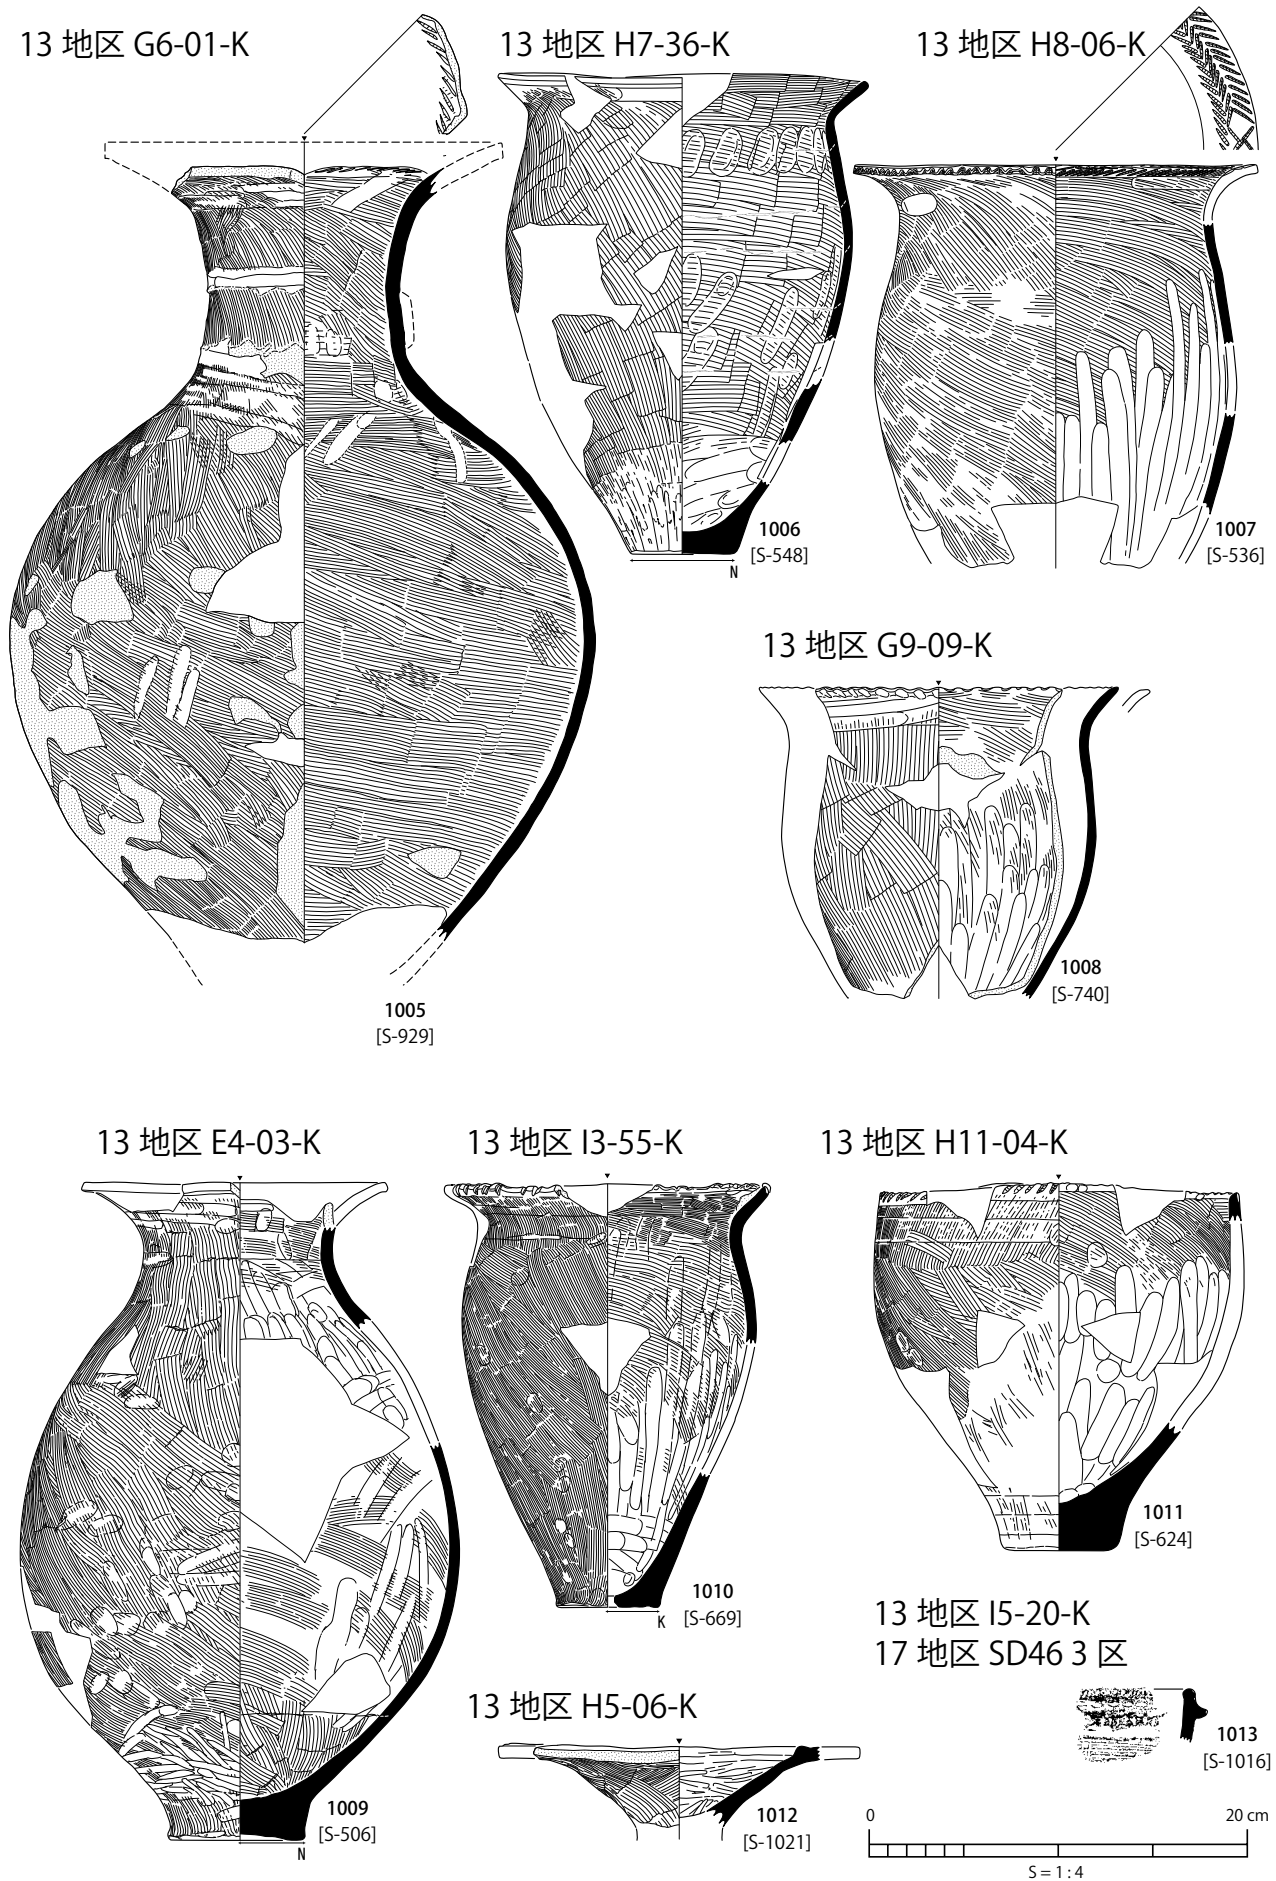 13 地区 G6-01-K
13 地区 H7-36-K
13 地区 H8-06-K
1006
[S-548]
N
1007
[S-536]
13 地区 G9-09-K
1008
[S-740]
1005
[S-929]
13 地区 E4-03-K
13 地区 I3-55-K
13 地区 H11-04-K
1011
[S-624]
1010
[S-669]
K
13 地区 I5-20-K
17 地区 SD46 3 区
13 地区 H5-06-K
1013
[S-1016]
1009
[S-506]
N
1012
[S-1021]
0 20 cm
S = 1 : 4